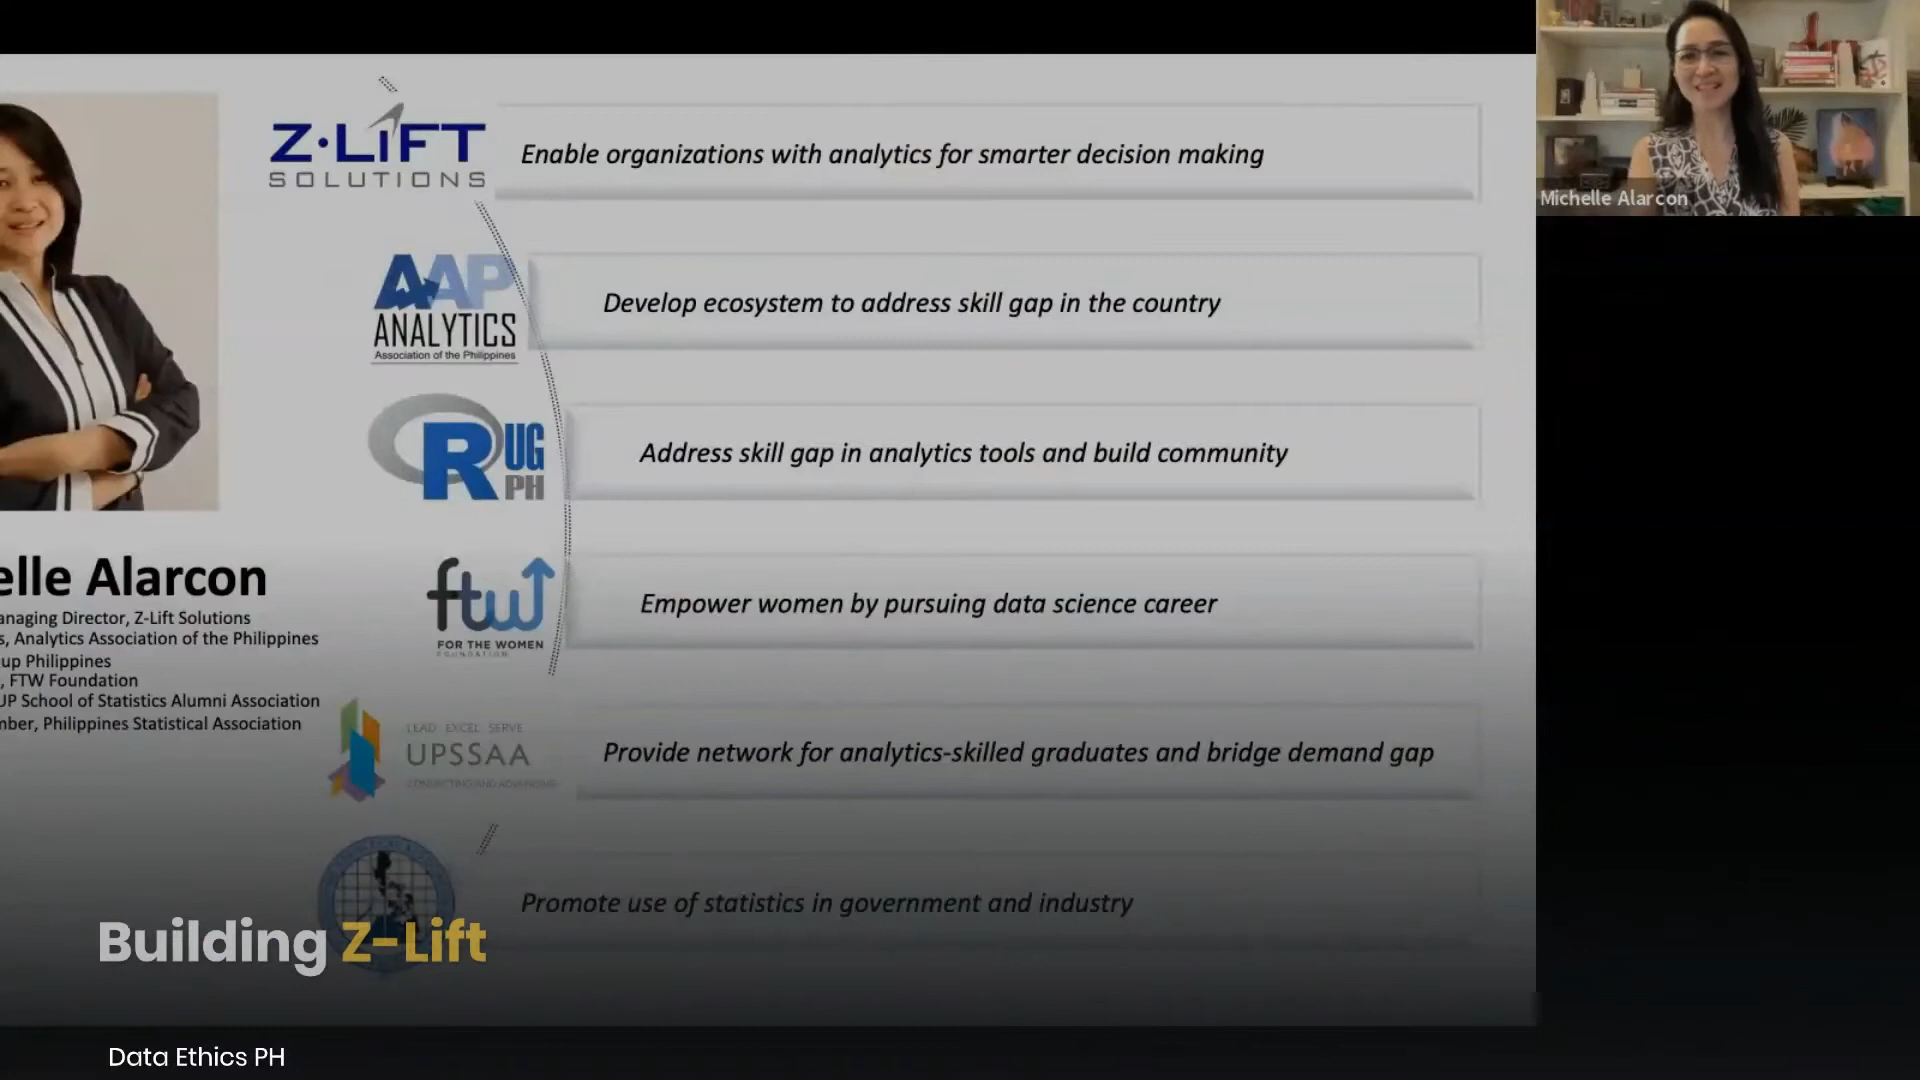 Z·LiFT
SOLUTIONS
Enable organizations with analytics for smarter decision making
Michelle Alarcon
AAP
ANALYTICS
Association of the Philippines
Develop ecosystem to address skill gap in the country
RUG
PH
Address skill gap in analytics tools and build community
ftw
FOR THE WOMEN
FOUNDATION
Empower women by pursuing data science career
elle Alarcon
anaging Director, Z-Lift Solutions
s, Analytics Association of the Philippines
up Philippines
, FTW Foundation
UP School of Statistics Alumni Association
mber, Philippines Statistical Association
LEAD EXCEL SERVE
UPSSAA
CONNECTING AND ADVANCING
Provide network for analytics-skilled graduates and bridge demand gap
Promote use of statistics in government and industry
Building Z-Lift
Data Ethics PH